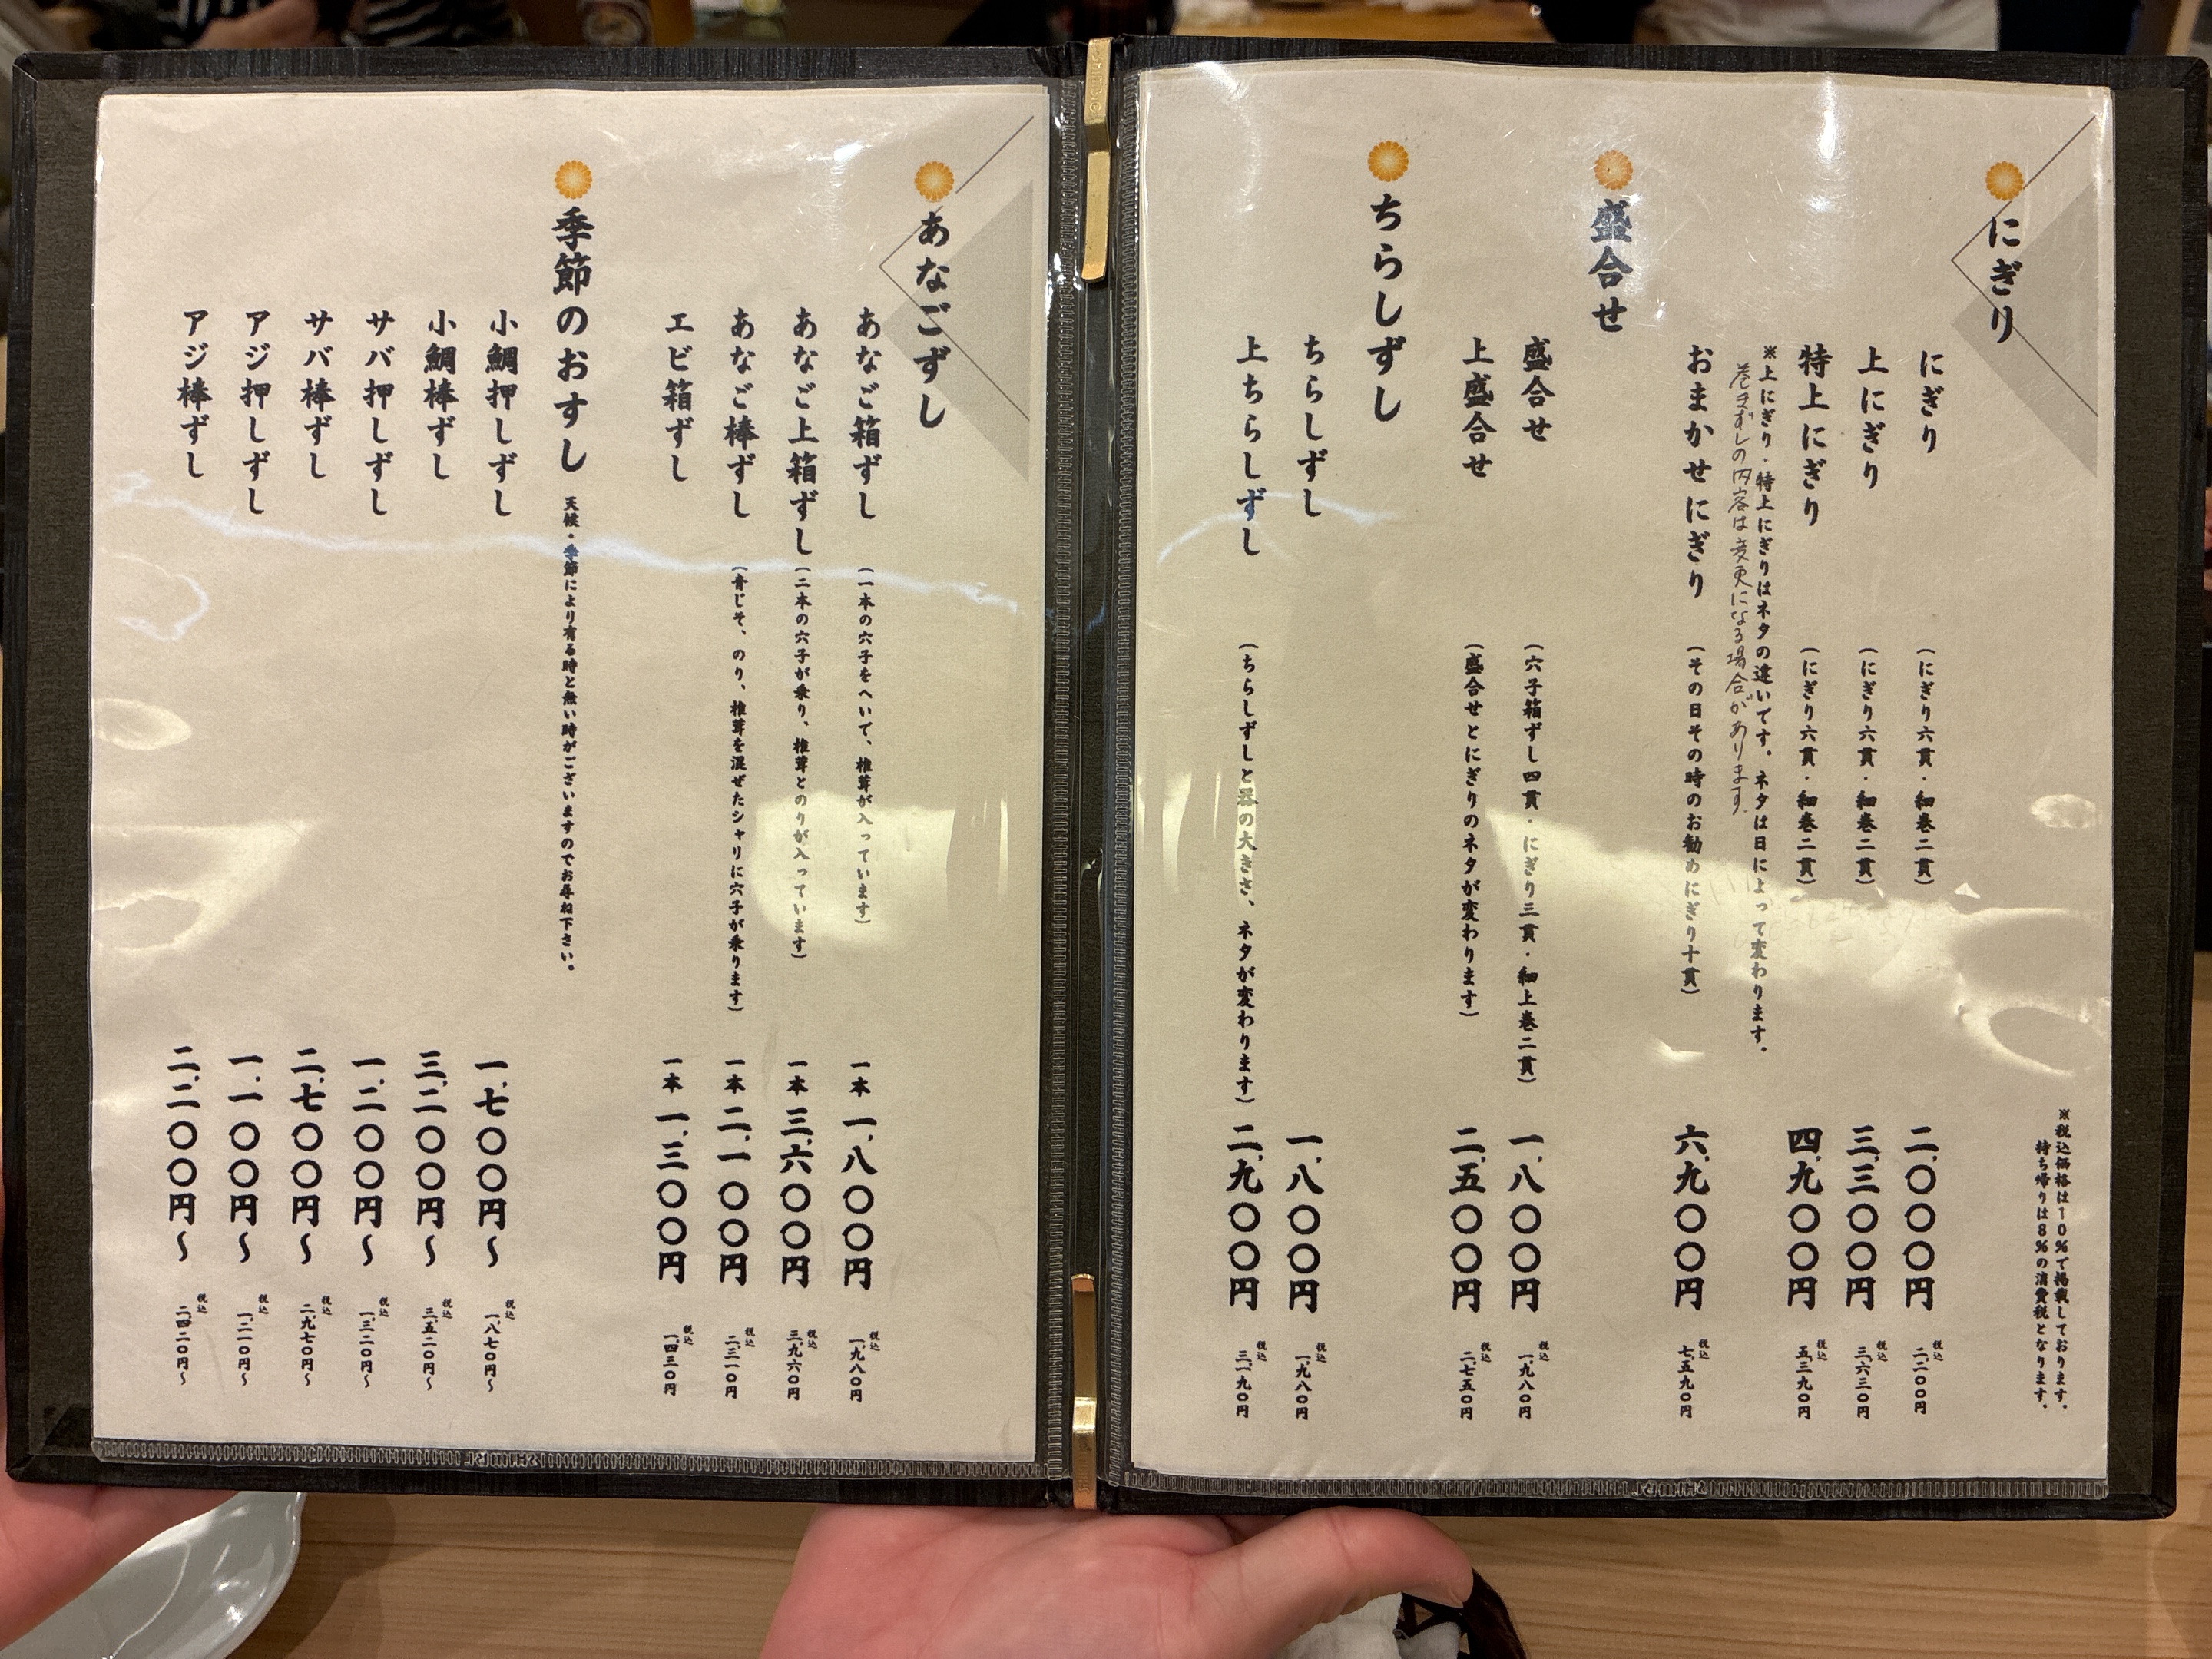 ※税込価格は10%で掲載しております。
持ち帰りは8%の消費税となります。
にぎり
にぎり (にぎり六貫・細巻二貫) 二、〇〇〇円 税込 二、二〇〇円
上にぎり (にぎり六貫・細巻二貫) 三、三〇〇円 税込 三、六三〇円
特上にぎり (にぎり六貫・細巻二貫) 四、九〇〇円 税込 五、三九〇円
※上にぎり・特上にぎりはネタの違いです。ネタは日によって変わります。
巻きずしの内容は変更になる場合があります。
おまかせにぎり (その日その時のお勧めにぎり十貫) 六、九〇〇円 税込 七、五九〇円
盛合せ
盛合せ (穴子箱ずし四貫・にぎり三貫・細上巻二貫) 一、八〇〇円 税込 一、九八〇円
上盛合せ (盛合せとにぎりのネタが変わります) 二、五〇〇円 税込 二、七五〇円
ちらしずし
ちらしずし 一、八〇〇円 税込 一、九八〇円
上ちらしずし (ちらしずしと器の大きさ、ネタが変わります) 二、九〇〇円 税込 三、一九〇円
あなごずし
あなご箱ずし (一本の穴子をへいで、椎茸が入っています) 一本 一、八〇〇円 税込 一、九八〇円
あなご上箱ずし (二本の穴子が乗り、椎茸とのりが入っています) 一本 三、六〇〇円 税込 三、九六〇円
あなご棒ずし (青じそ、のり、椎茸を混ぜたシャリに穴子が乗ります) 一本 二、一〇〇円 税込 二、三一〇円
エビ箱ずし 一本 一、三〇〇円 税込 一、四三〇円
季節のおすし 天候・季節により有る時と無い時がございますのでお尋ね下さい。
小鯛押しずし 一、七〇〇円〜 税込 一、八七〇円〜
小鯛棒ずし 三、二〇〇円〜 税込 三、五二〇円〜
サバ押しずし 一、二〇〇円〜 税込 一、三二〇円〜
サバ棒ずし 二、七〇〇円〜 税込 二、九七〇円〜
アジ押しずし 一、一〇〇円〜 税込 一、二一〇円〜
アジ棒ずし 二、二〇〇円〜 税込 二、四二〇円〜